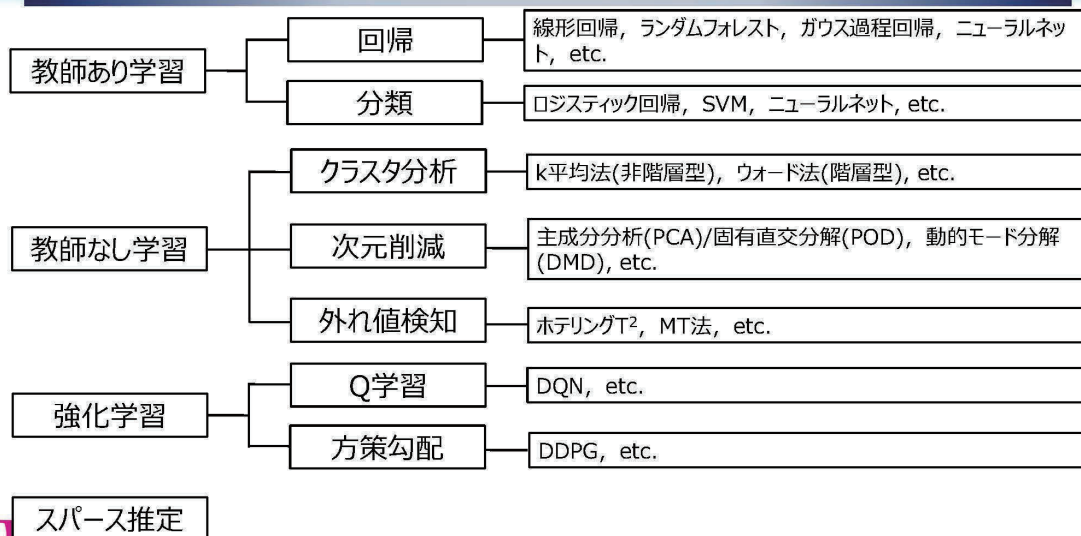 教師あり学習
回帰
線形回帰，ランダムフォレスト，ガウス過程回帰，ニューラルネッ
ト，etc.
分類
ロジスティック回帰，SVM，ニューラルネット, etc.
教師なし学習
クラスタ分析
k平均法(非階層型)，ウォード法(階層型), etc.
次元削減
主成分分析(PCA)/固有直交分解(POD)，動的モード分解
(DMD), etc.
外れ値検知
ホテリングT²，MT法，etc.
強化学習
Q学習
DQN，etc.
方策勾配
DDPG，etc.
スパース推定